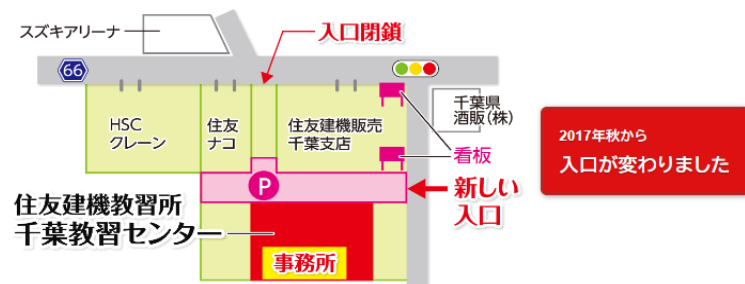 スズキアリーナ
入口閉鎖
66
HSC
クレーン
住友
ナコ
住友建機販売
千葉支店
千葉県
酒販(株)
看板
P
新しい
入口
住友建機教習所
千葉教習センター
事務所
2017年秋から
入口が変わりました